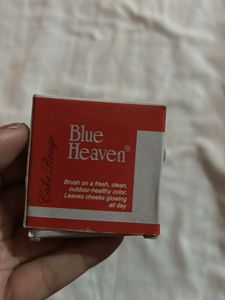 Cake Rouge
Blue
Heaven®
Brush on a fresh, clean,
outdoor-healthy color
Leaves cheeks glowing
all day